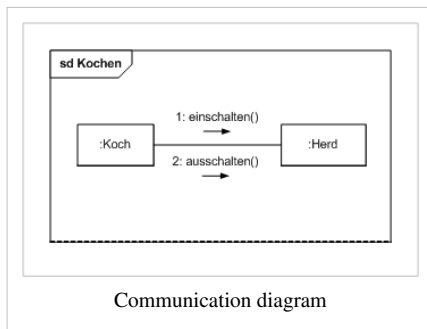 sd Kochen
1: einschalten()
:Koch
:Herd
2: ausschalten()
Communication diagram